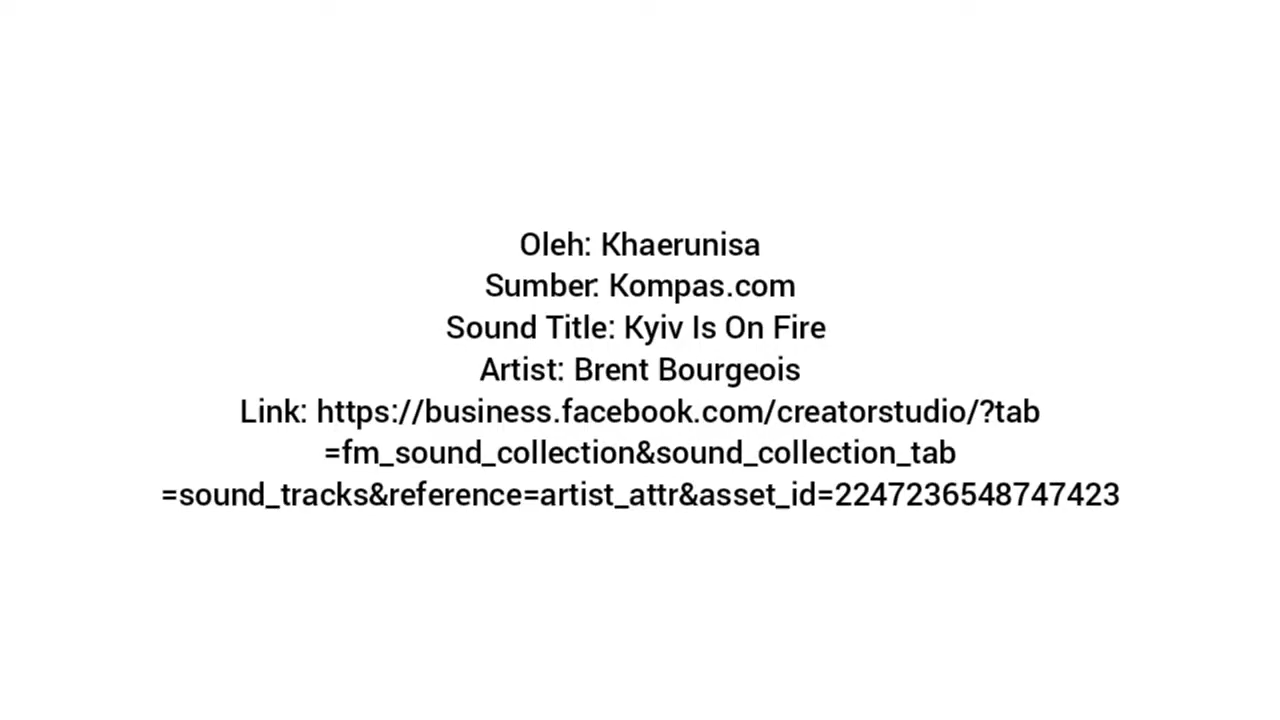 Oleh: Khaerunisa
Sumber: Kompas.com
Sound Title: Kyiv Is On Fire
Artist: Brent Bourgeois
Link: https://business.facebook.com/creatorstudio/?tab
=fm_sound_collection&sound_collection_tab
=sound_tracks&reference=artist_attr&asset_id=2247236548747423